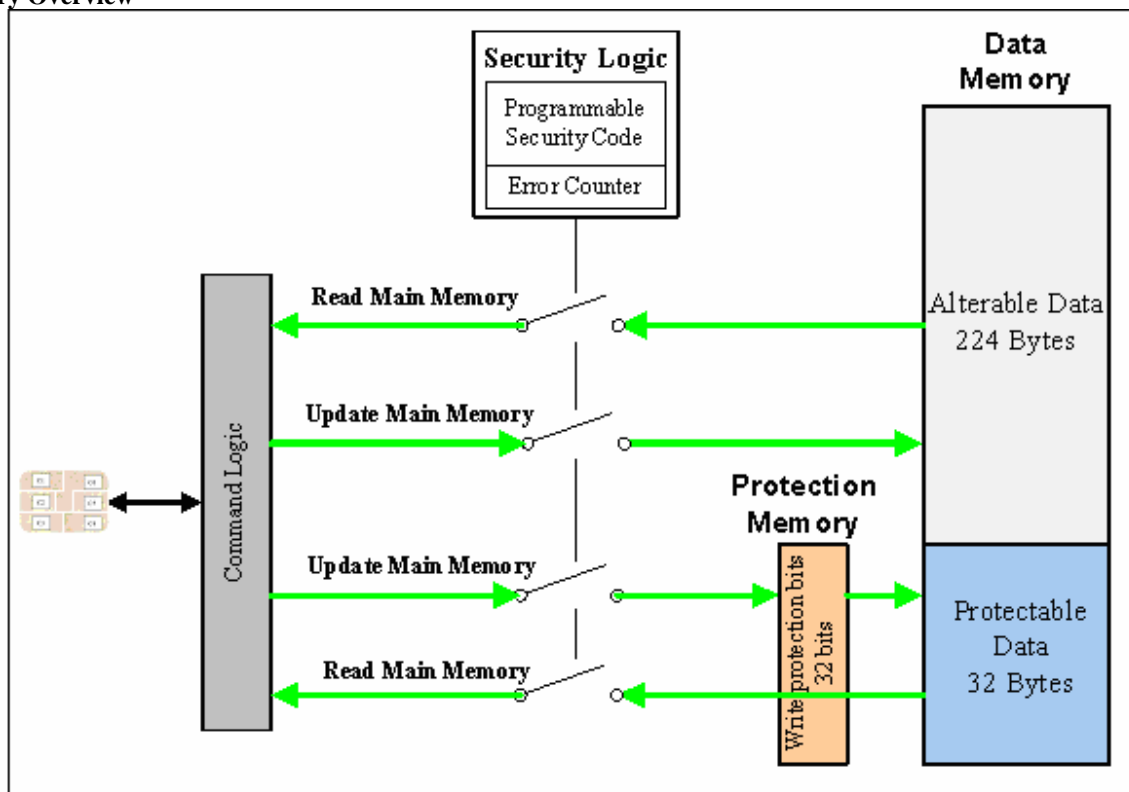 ry Overview
Security Logic
Programmable
Security Code
Error Counter
Data
Memory
Read Main Memory
Alterable Data
224 Bytes
Update Main Memory
Command Logic
Protection
Memory
Update Main Memory
Write protection bits
32 bits
Protectable
Data
32 Bytes
Read Main Memory